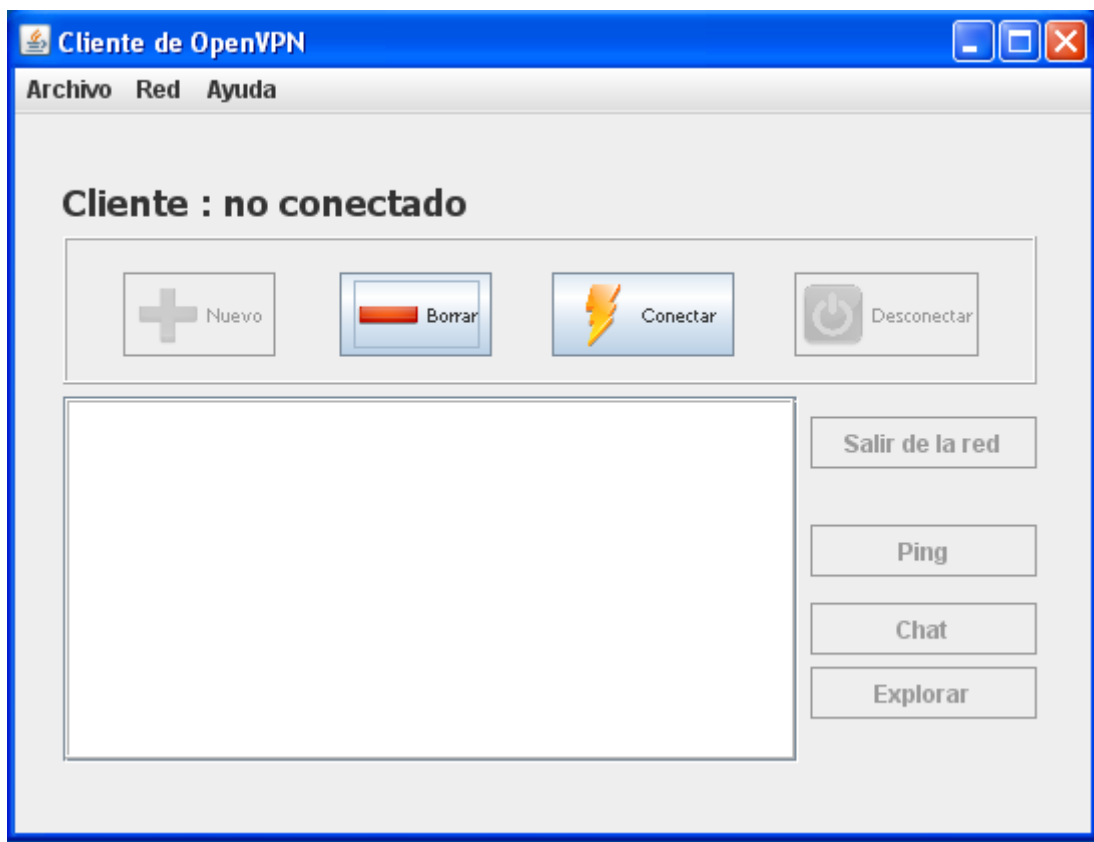 Cliente de OpenVPN
Archivo Red Ayuda
Cliente : no conectado
Nuevo Borrar Conectar Desconectar
Salir de la red
Ping
Chat
Explorar